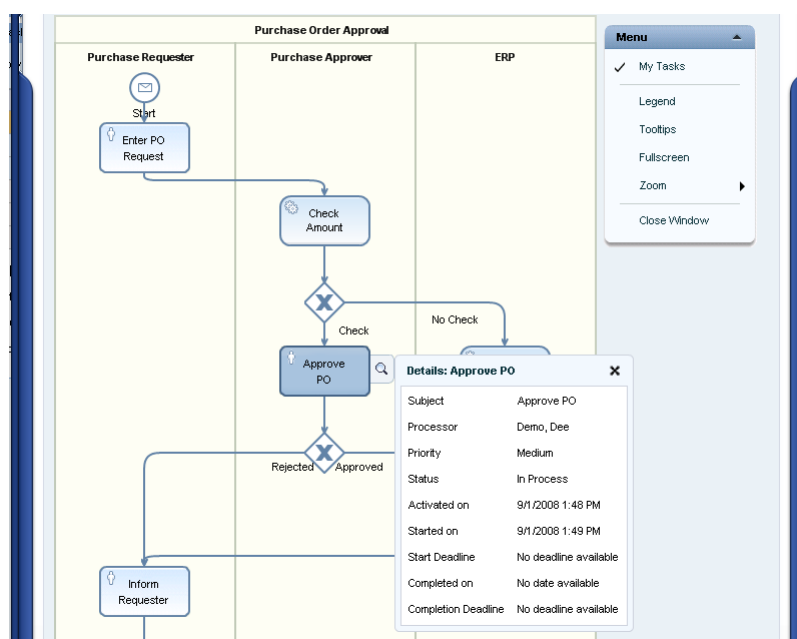 Purchase Order Approval
Purchase Requester
Purchase Approver
ERP
Start
Enter PO
Request
Check
Amount
No Check
Check
Approve
PO
Rejected
Approved
Inform
Requester
Menu
My Tasks
Legend
Tooltips
Fullscreen
Zoom
Close Window
Details: Approve PO
Subject Approve PO
Processor Demo, Dee
Priority Medium
Status In Process
Activated on 9/1/2008 1:48 PM
Started on 9/1/2008 1:49 PM
Start Deadline No deadline available
Completed on No date available
Completion Deadline No deadline available